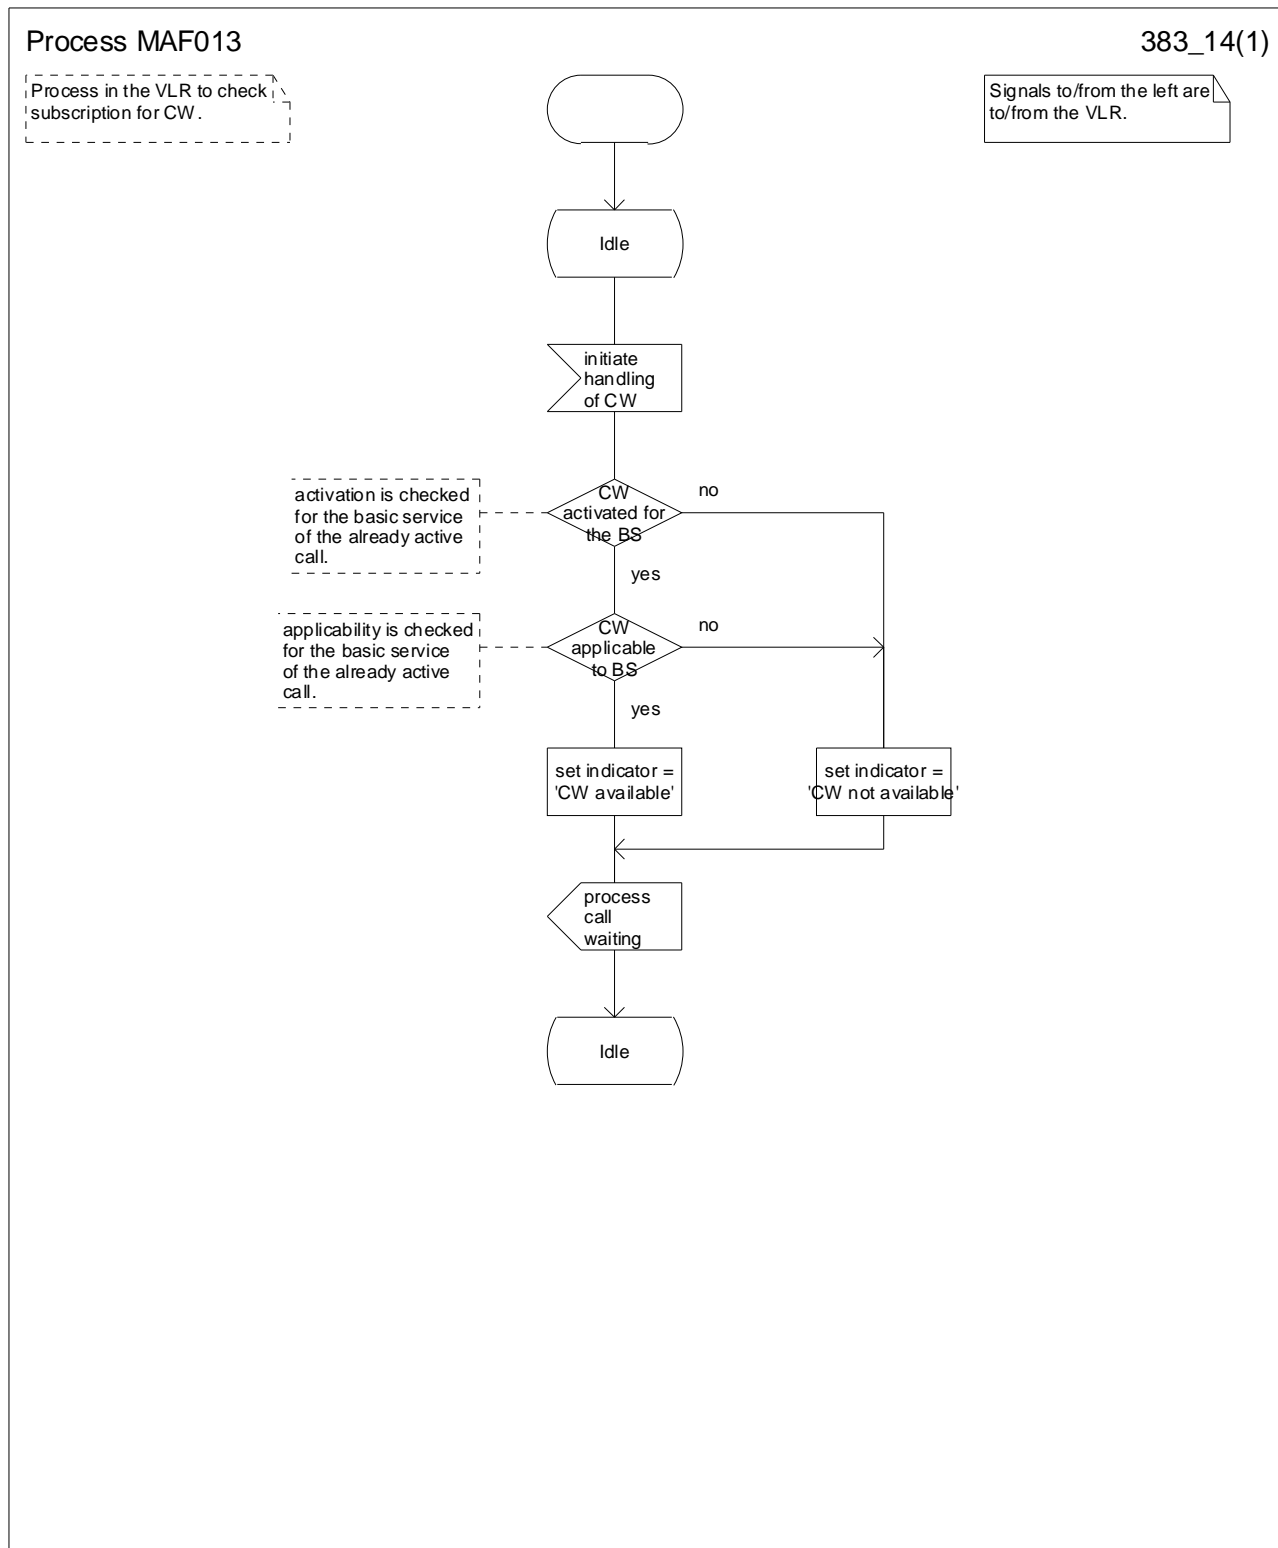 Process MAF013
383_14(1)
Process in the VLR to check
subscription for CW.
Signals to/from the left are
to/from the VLR.
Idle
initiate
handling
of CW
activation is checked
for the basic service
of the already active
call.
CW
activated for
the BS
no
yes
applicability is checked
for the basic service
of the already active
call.
CW
applicable
to BS
no
yes
set indicator =
'CW available'
set indicator =
'CW not available'
process
call
waiting
Idle